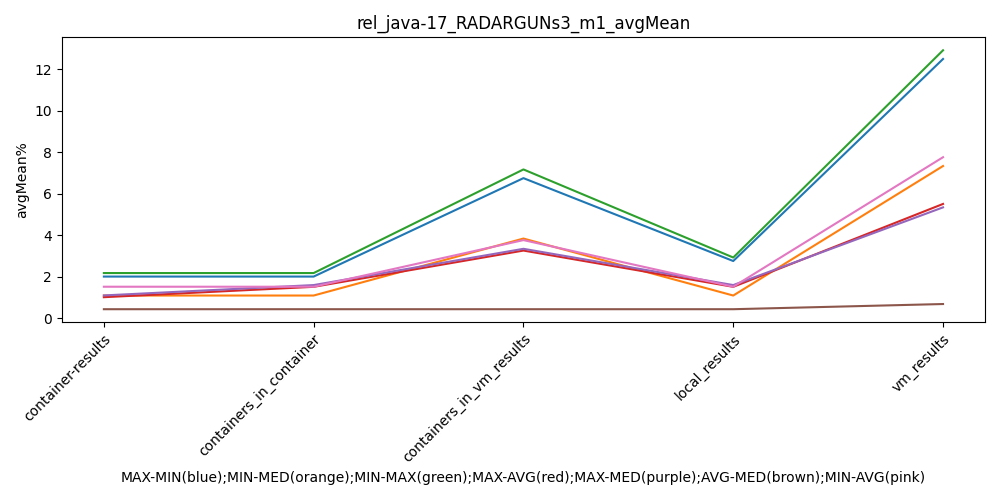 rel_java-17_RADARGUNs3_m1_avgMean
avgMean%
12
10
8
6
4
2
0
container-results
containers_in_container
containers_in_vm_results
local_results
vm_results
MAX-MIN(blue);MIN-MED(orange);MIN-MAX(green);MAX-AVG(red);MAX-MED(purple);AVG-MED(brown);MIN-AVG(pink)